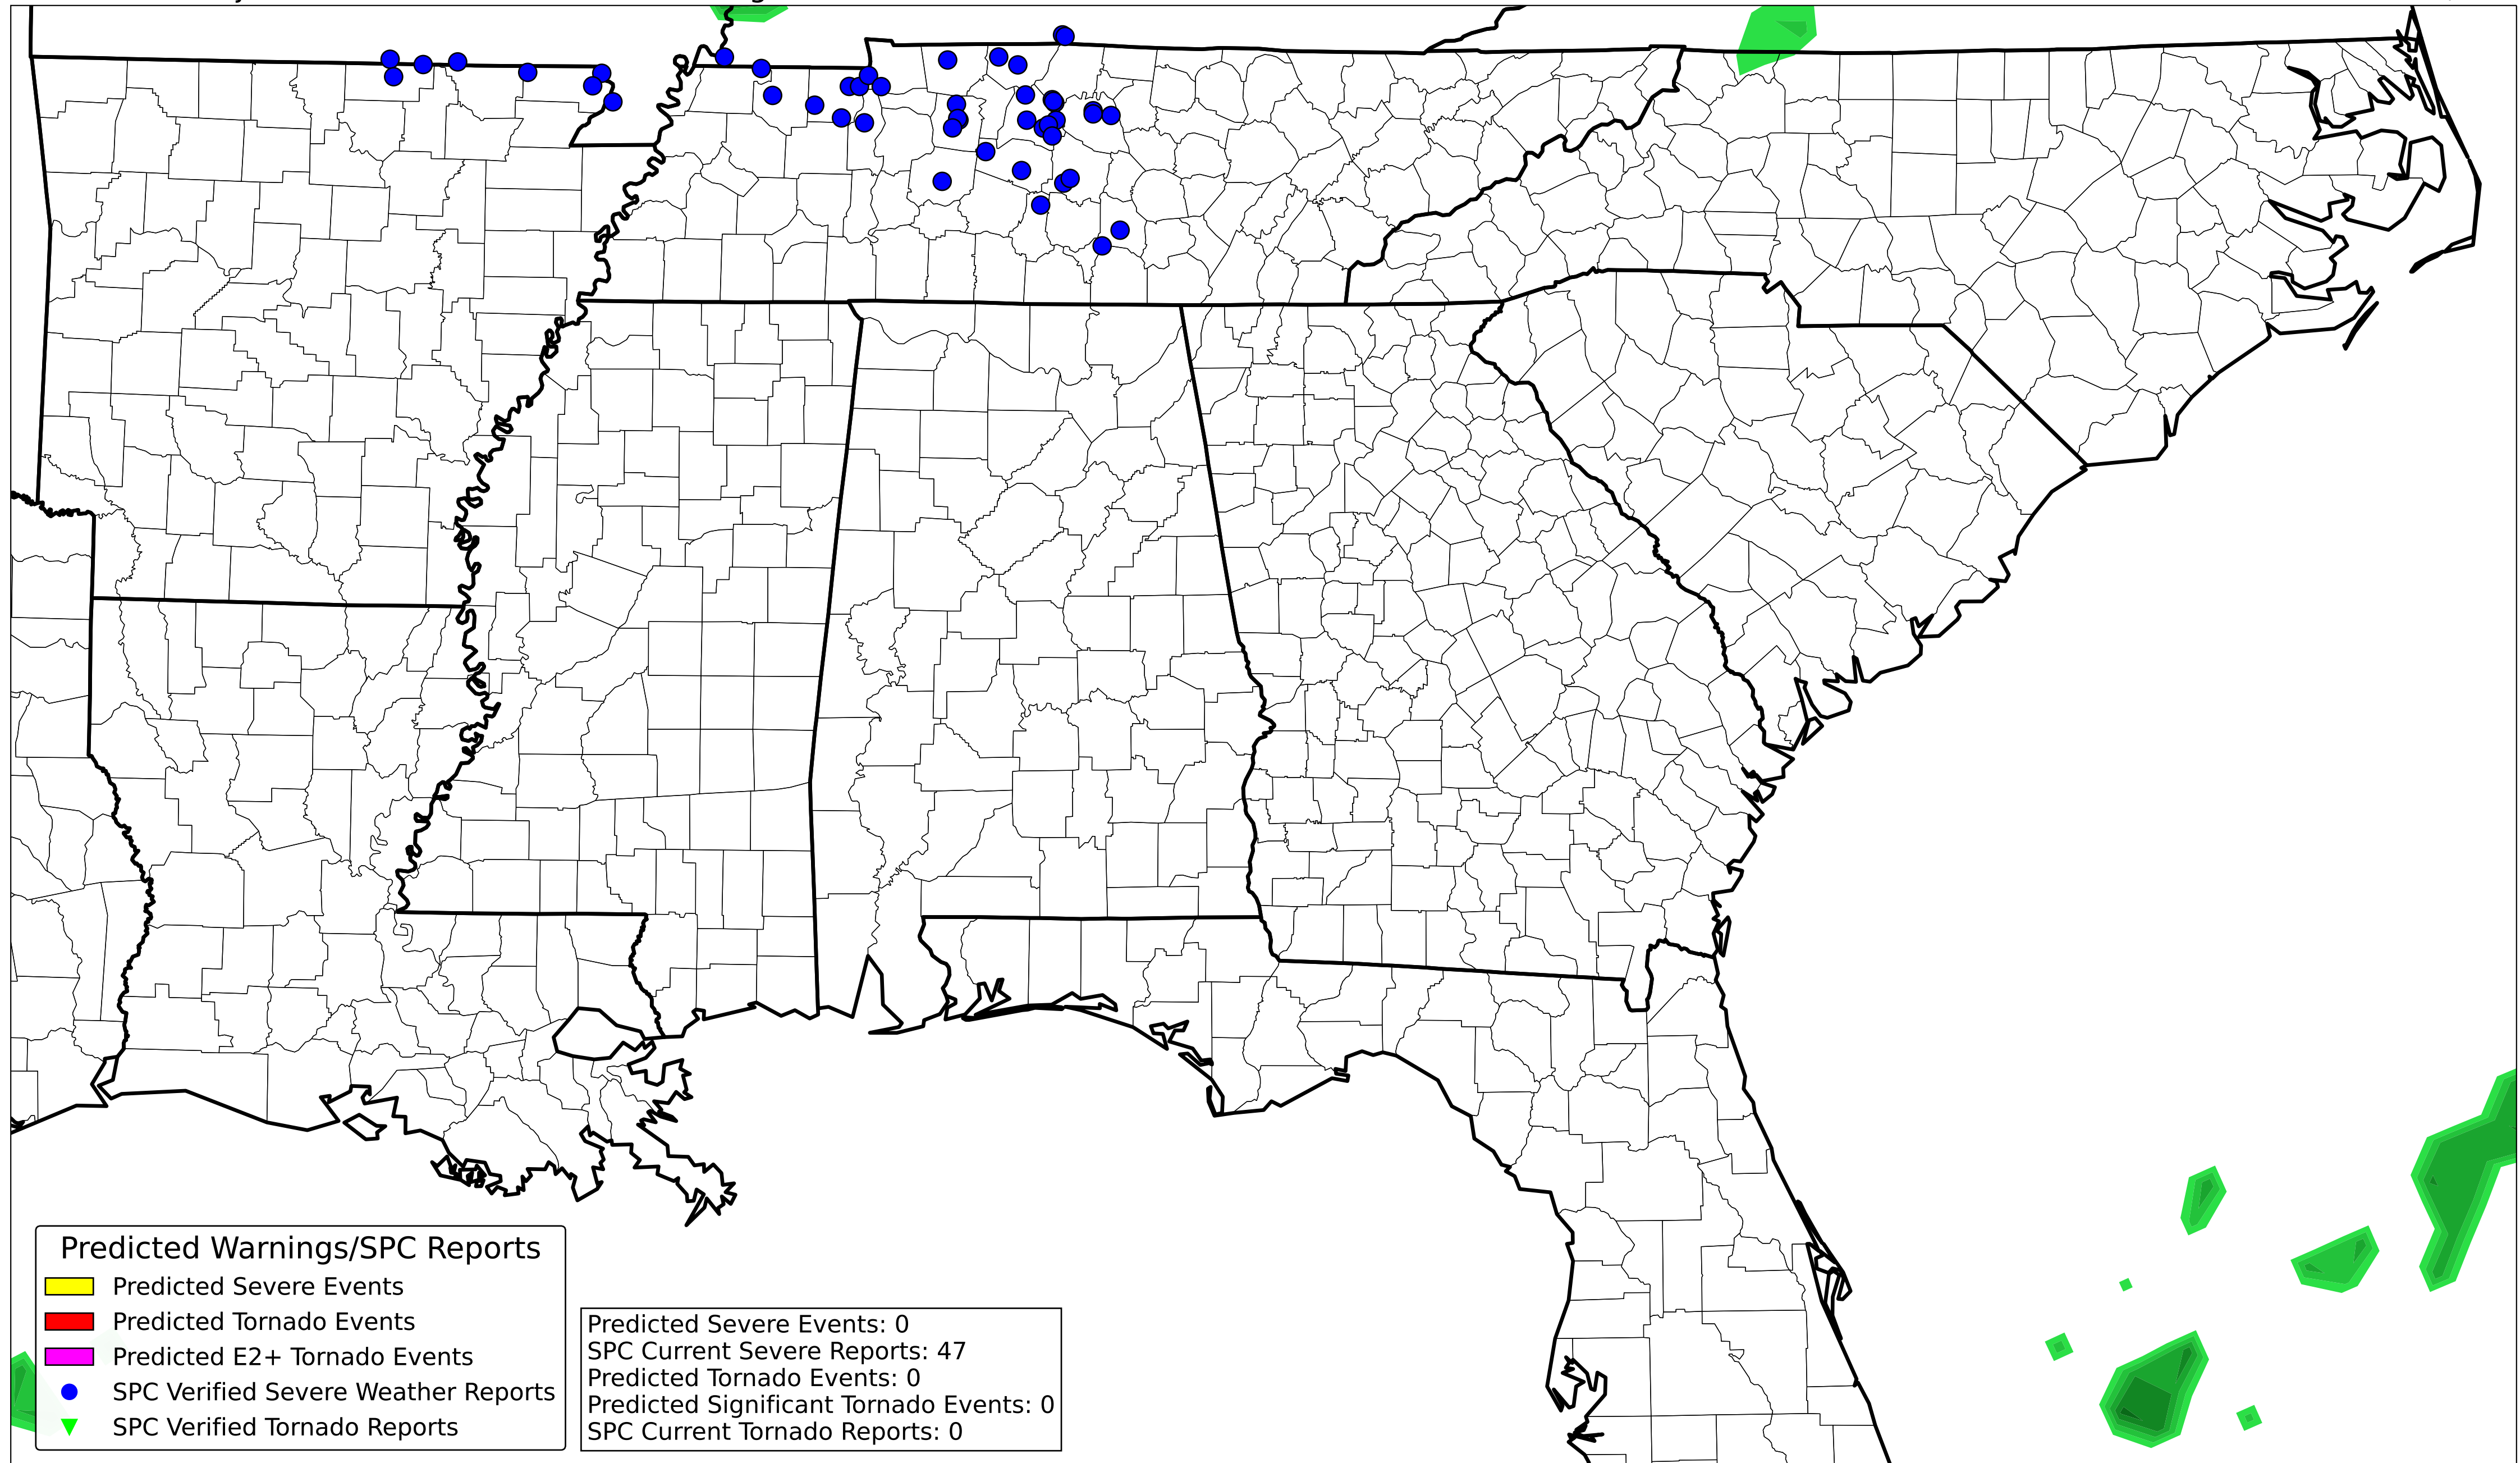 Predicted Warnings/SPC Reports
Predicted Severe Events
Predicted Tornado Events
Predicted E2+ Tornado Events
SPC Verified Severe Weather Reports
SPC Verified Tornado Reports
Predicted Severe Events: 0
SPC Current Severe Reports: 47
Predicted Tornado Events: 0
Predicted Significant Tornado Events: 0
SPC Current Tornado Reports: 0